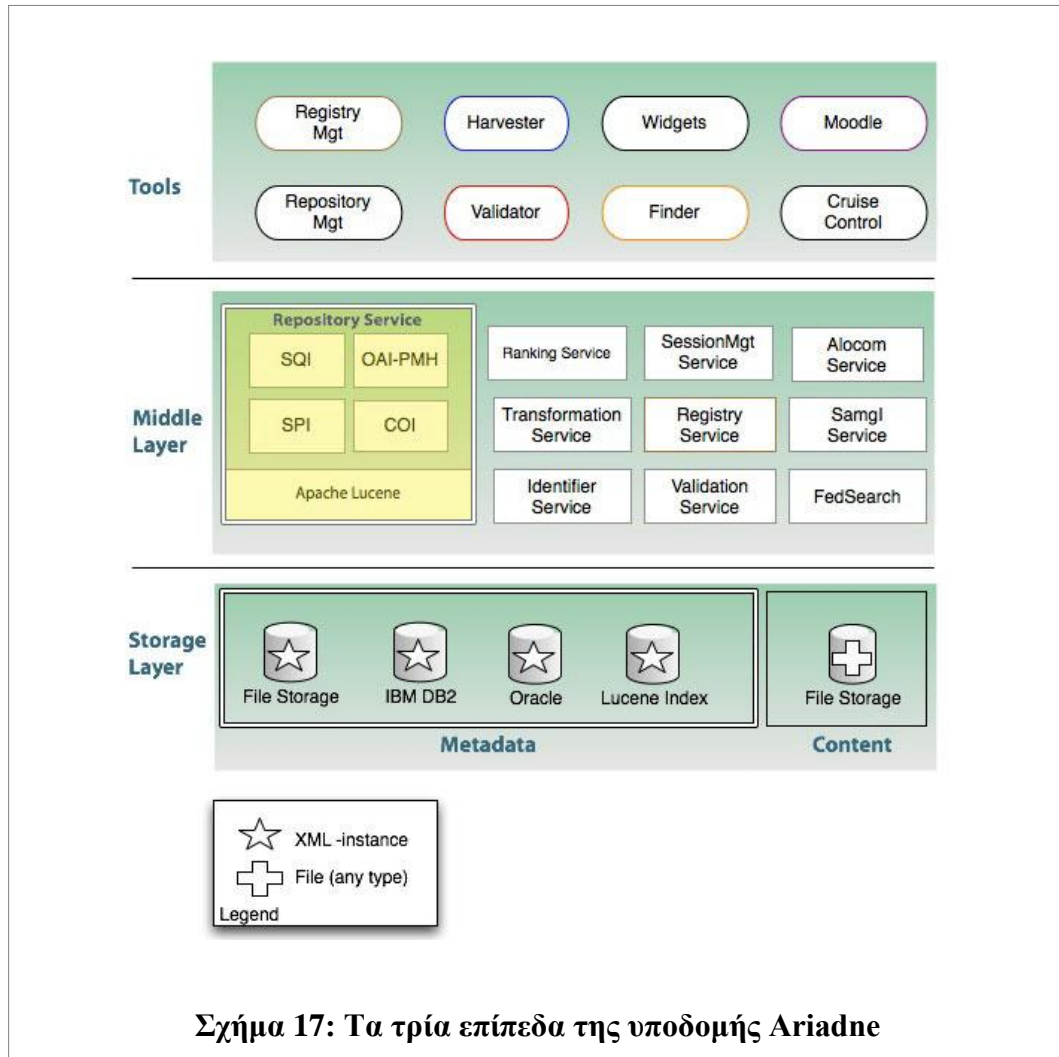 Tools
Registry
Mgt
Harvester
Widgets
Moodle
Repository
Mgt
Validator
Finder
Cruise
Control
Middle
Layer
Repository Service
SQI
OAI-PMH
SPI
COI
Apache Lucene
Ranking Service
SessionMgt
Service
Alocom
Service
Transformation
Service
Registry
Service
SamgI
Service
Identifier
Service
Validation
Service
FedSearch
Storage
Layer
File Storage
IBM DB2
Oracle
Lucene Index
File Storage
Metadata
Content
XML -instance
File (any type)
Legend
Σχήμα 17: Τα τρία επίπεδα της υποδομής Ariadne